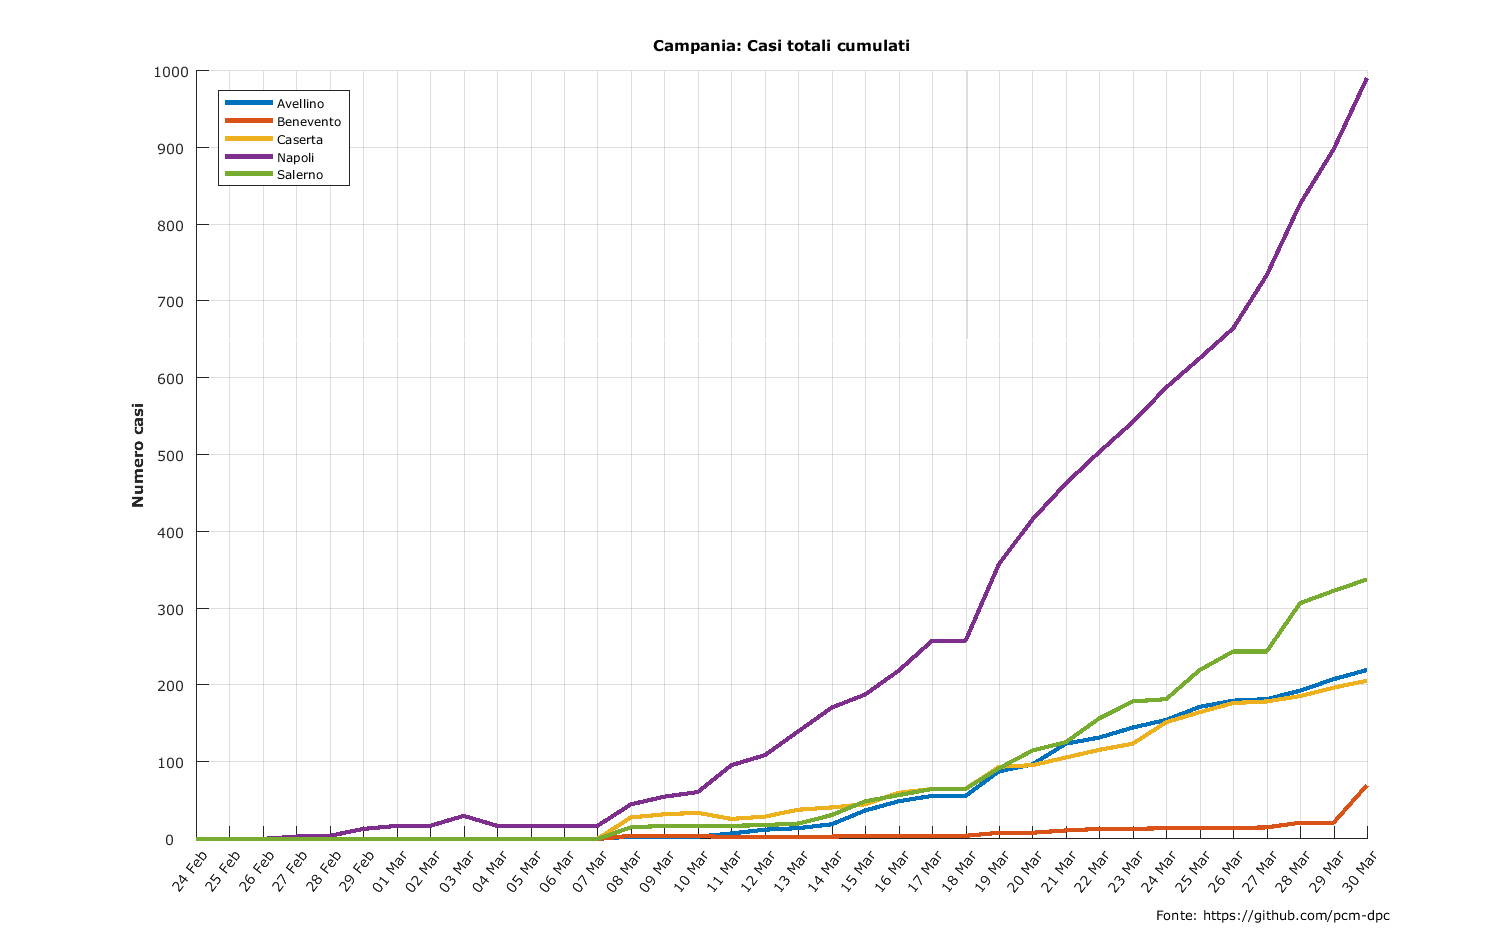 Campania: Casi totali cumulati
1000
900
800
700
600
500
400
300
200
100
0
Numero casi
Avellino
Benevento
Caserta
Napoli
Salerno
24 Feb
25 Feb
26 Feb
27 Feb
28 Feb
29 Feb
01 Mar
02 Mar
03 Mar
04 Mar
05 Mar
06 Mar
07 Mar
08 Mar
09 Mar
10 Mar
11 Mar
12 Mar
13 Mar
14 Mar
15 Mar
16 Mar
17 Mar
18 Mar
19 Mar
20 Mar
21 Mar
22 Mar
23 Mar
24 Mar
25 Mar
26 Mar
27 Mar
28 Mar
29 Mar
30 Mar
Fonte: https://github.com/pcm-dpc